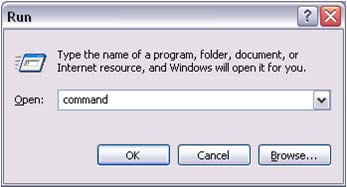 Run
?
Type the name of a program, folder, document, or
Internet resource, and Windows will open it for you.
Open: command
OK Cancel Browse...